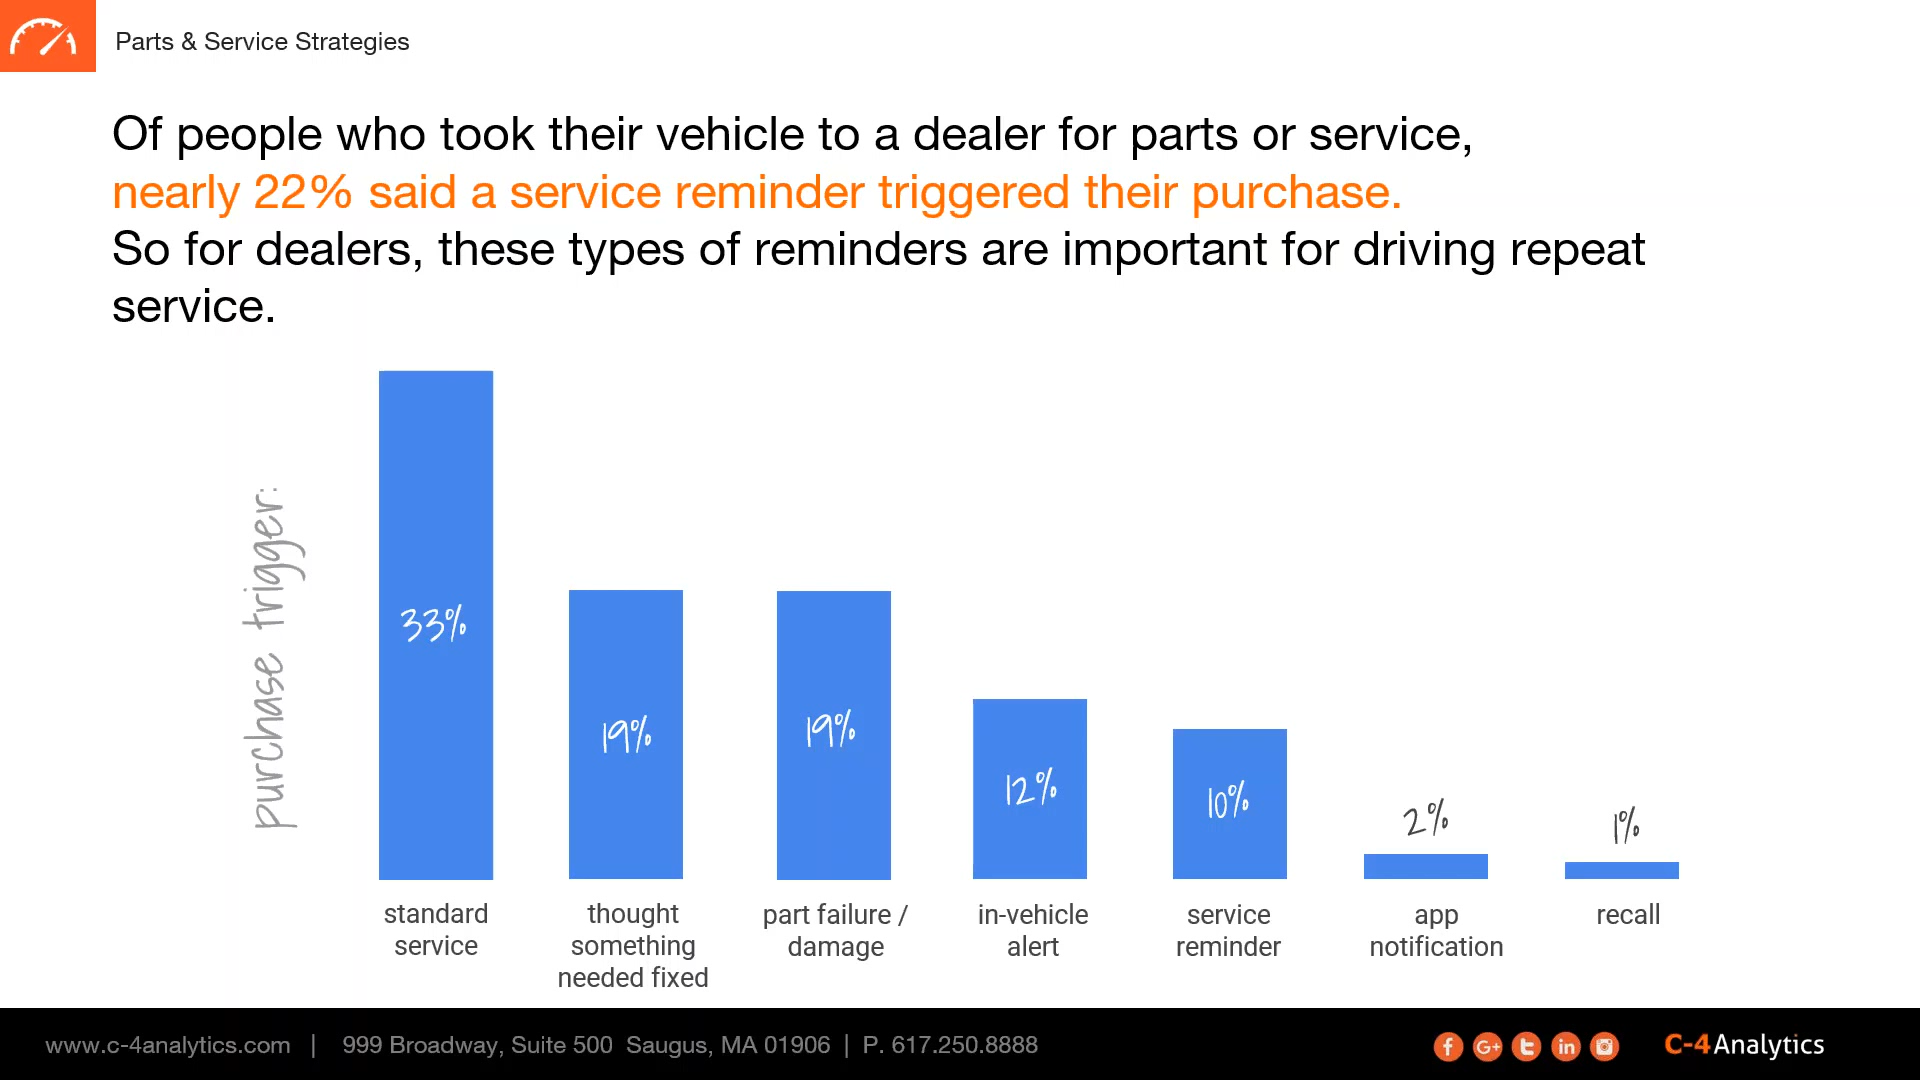 Parts & Service Strategies
Of people who took their vehicle to a dealer for parts or service,
nearly 22% said a service reminder triggered their purchase.
So for dealers, these types of reminders are important for driving repeat
service.
purchase trigger:
33%
19%
19%
12%
10%
2%
1%
standard
service
thought
something
needed fixed
part failure /
damage
in-vehicle
alert
service
reminder
app
notification
recall
www.c-4analytics.com | 999 Broadway, Suite 500 Saugus, MA 01906 | P. 617.250.8888
f G+ t in
C-4 Analytics